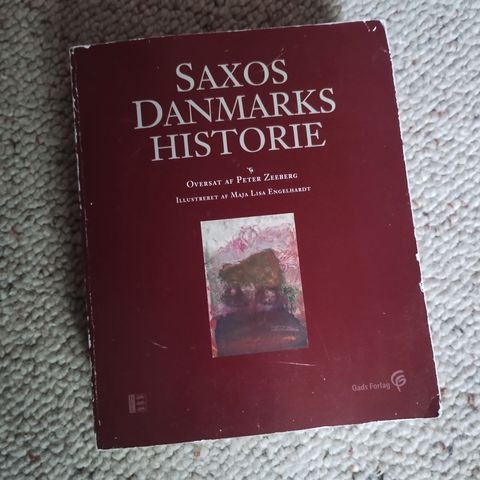 SAXOS
DANMARKS
HISTORIE
OVERSAT AF PETER ZEEBERG
ILLUSTRERET AF MAJA LISA ENGELHARDT
Gads Forlag